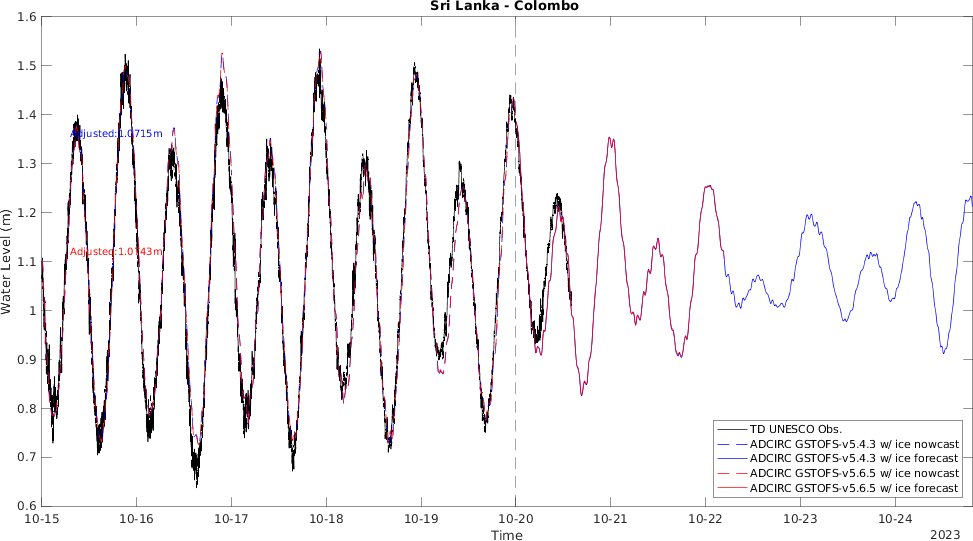 Sri Lanka - Colombo
1.6
1.5
1.4
Adjusted:1.0715m
1.3
1.2
Adjusted:1.0743m
1.1
1
0.9
0.8
0.7
0.6
Water Level (m)
TD UNESCO Obs.
ADCIRC GSTOFS-v5.4.3 w/ ice nowcast
ADCIRC GSTOFS-v5.4.3 w/ ice forecast
ADCIRC GSTOFS-v5.6.5 w/ ice nowcast
ADCIRC GSTOFS-v5.6.5 w/ ice forecast
10-15 10-16 10-17 10-18 10-19 10-20 10-21 10-22 10-23 10-24
Time
2023